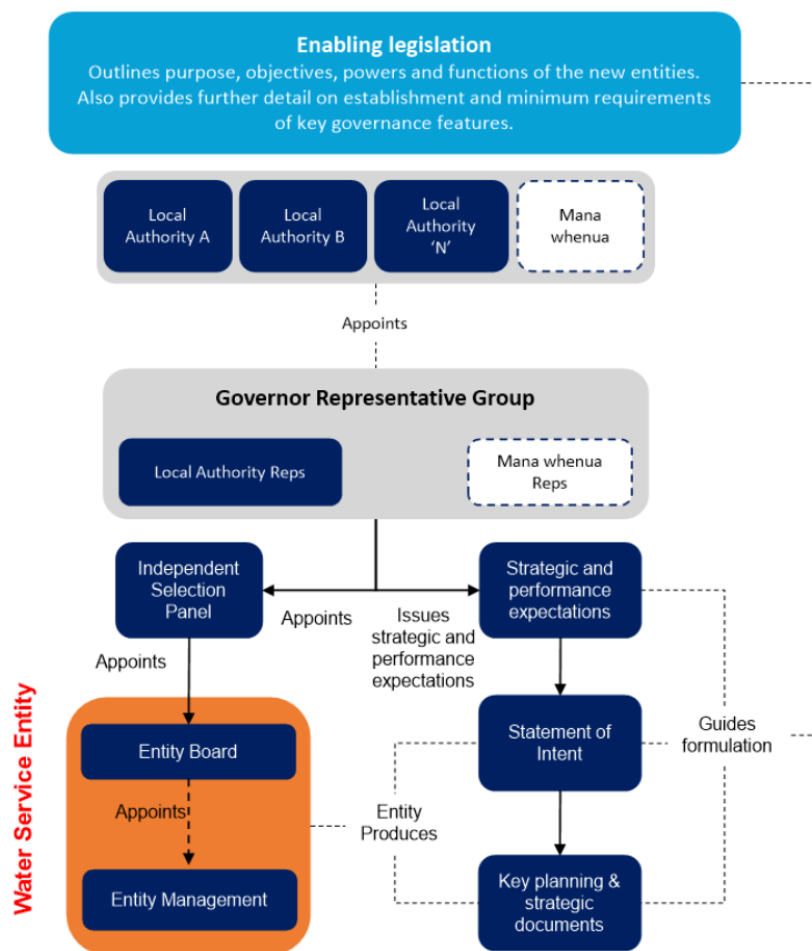 Enabling legislation
Outlines purpose, objectives, powers and functions of the new entities.
Also provides further detail on establishment and minimum requirements
of key governance features.
Local
Authority A
Local
Authority B
Local
Authority
'N'
Mana
whenua
Appoints
Governor Representative Group
Local Authority Reps
Mana whenua
Reps
Independent
Selection
Panel
Appoints
Issues
strategic and
performance
expectations
Strategic and
performance
expectations
Appoints
Water Service Entity
Entity Board
Appoints
Entity Management
Entity
Produces
Statement of
Intent
Guides
formulation
Key planning &
strategic
documents